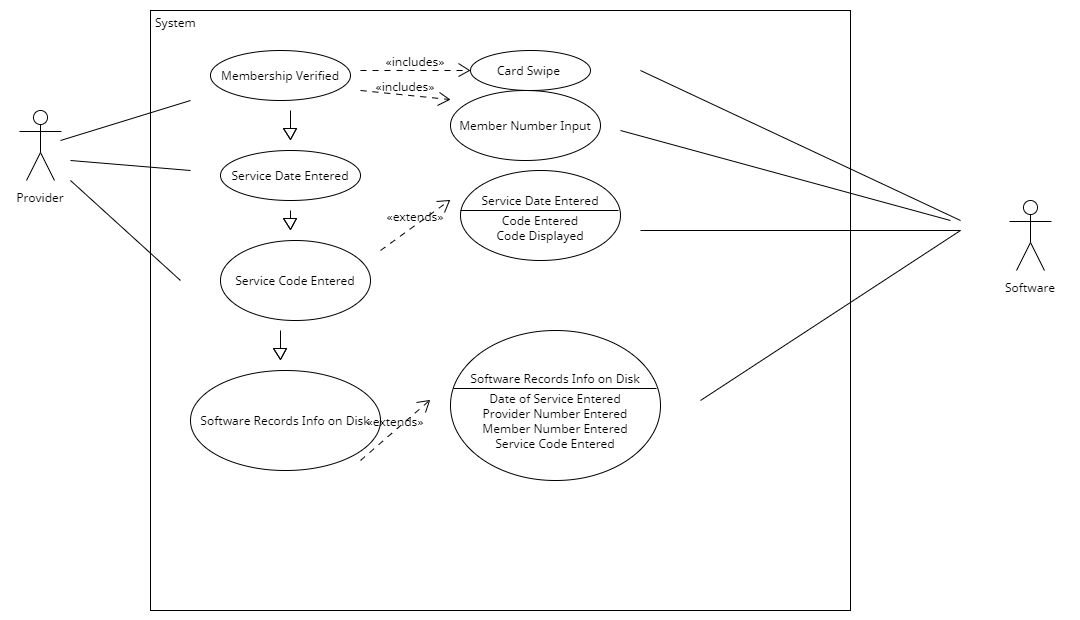 System
Membership Verified
«includes»
Card Swipe
«includes»
Member Number Input
Provider
Service Date Entered
Service Date Entered
Code Entered
Code Displayed
«extends»
Service Code Entered
Software
Software Records Info on Disk
«extends»
Software Records Info on Disk
Date of Service Entered
Provider Number Entered
Member Number Entered
Service Code Entered